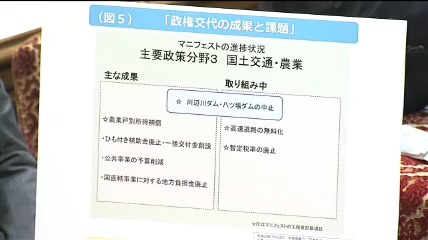 （図５）　「政権交代の成果と課題」
マニフェストの進捗状況
主要政策分野３　国土交通・農業
主な成果
取り組み中
☆ 川辺川ダム・八ツ場ダムの中止
☆農業戸別所得補償
・ひも付き補助金廃止・一括交付金創設
・公共事業の予算削減
・国直轄事業に対する地方負担金廃止
☆高速道路の無料化
☆暫定税率の廃止
☆印はマニフェストの工程表記載項目